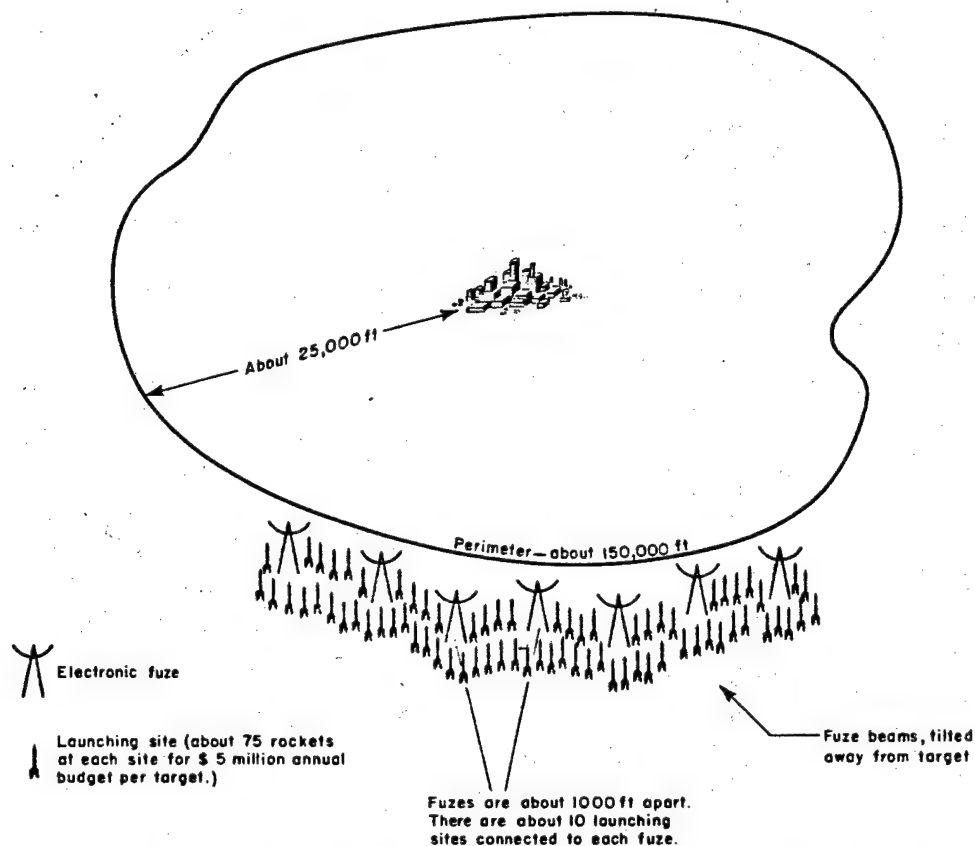 About 25,000 ft
Perimeter—about 150,000 ft
Electronic fuze
Launching site (about 75 rockets
at each site for $ 5 million annual
budget per target.)
Fuze beams, tilted
away from target
Fuzes are about 1000 ft apart.
There are about 10 launching
sites connected to each fuze.